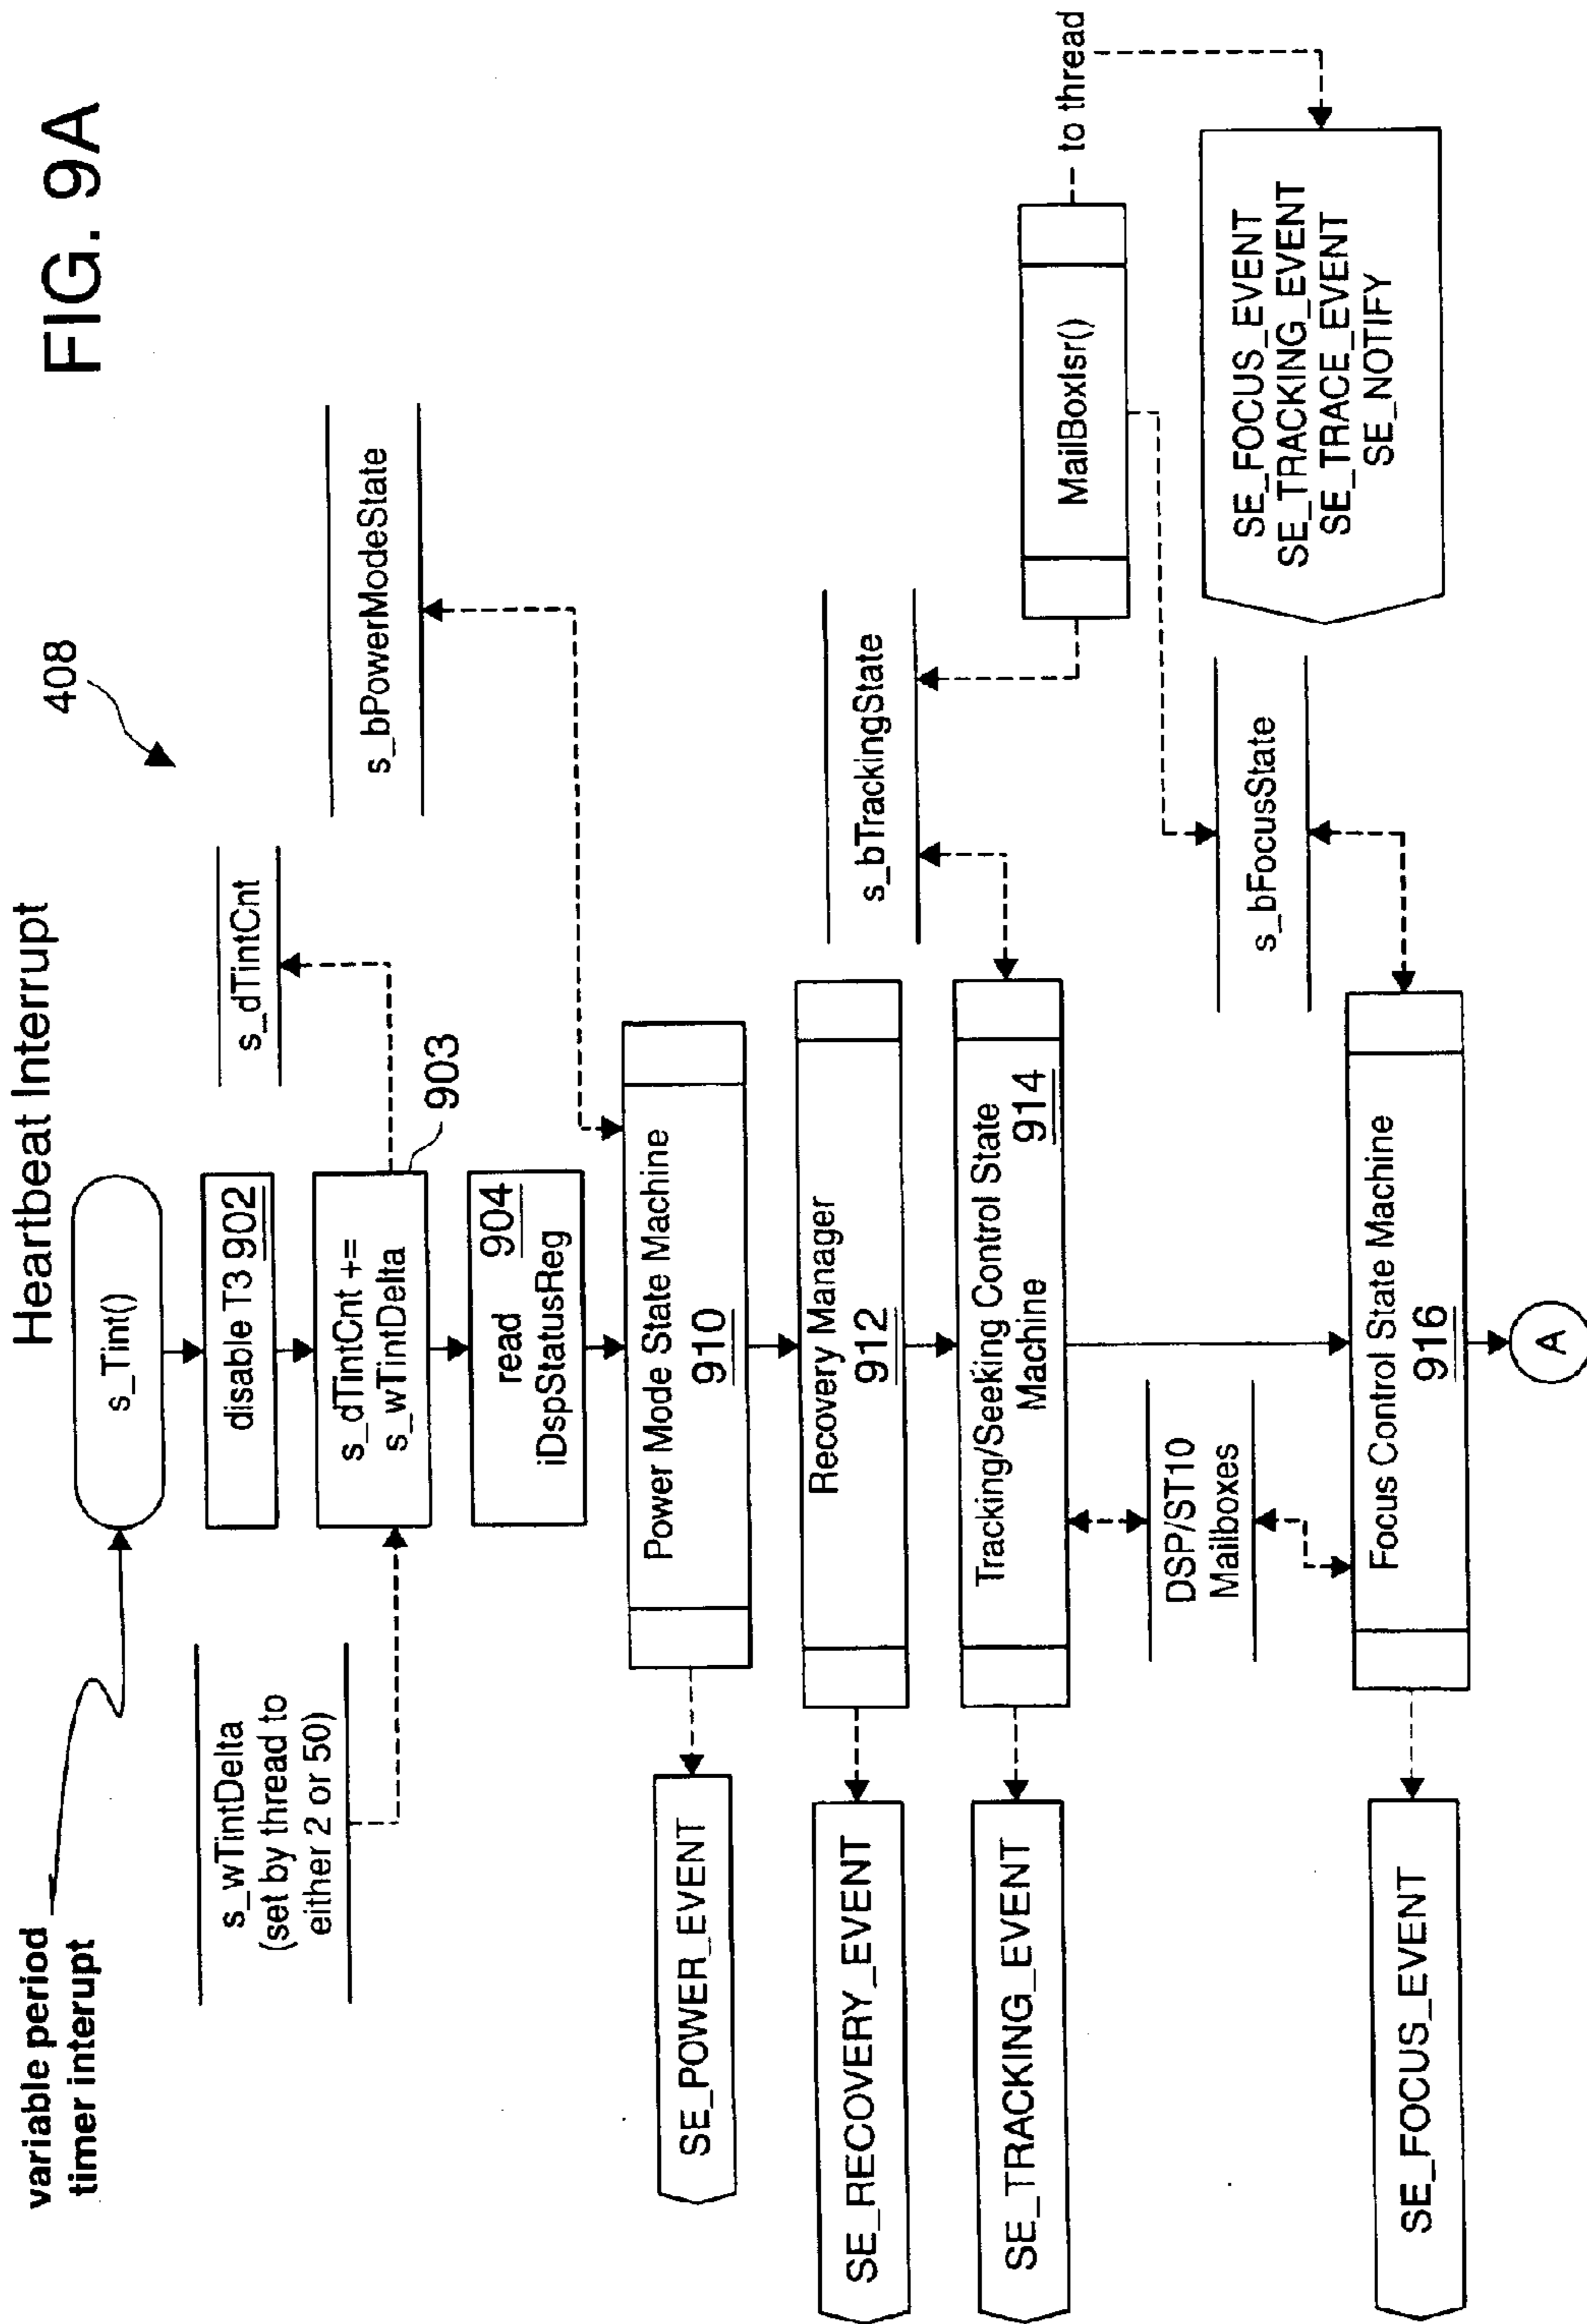 FIG. 9A
Heartbeat Interrupt
408
variable period
timer interupt
s_Tint()
disable T3 902
s_wTintDelta
(set by thread to
either 2 or 50)
s_dTintCnt +=
s_wTintDelta
903
s_dTintCnt
904
read
iDspStatusReg
s_bPowerModeState
SE_POWER_EVENT
Power Mode State Machine
910
SE_RECOVERY_EVENT
Recovery Manager
912
s_bTrackingState
SE_TRACKING_EVENT
Tracking/Seeking Control State
Machine
914
MailBoxIsr()
to thread
DSP/ST10
Mailboxes
s_bFocusState
SE_FOCUS_EVENT
SE_TRACKING_EVENT
SE_TRACE_EVENT
SE_NOTIFY
SE_FOCUS_EVENT
Focus Control State Machine
916
A